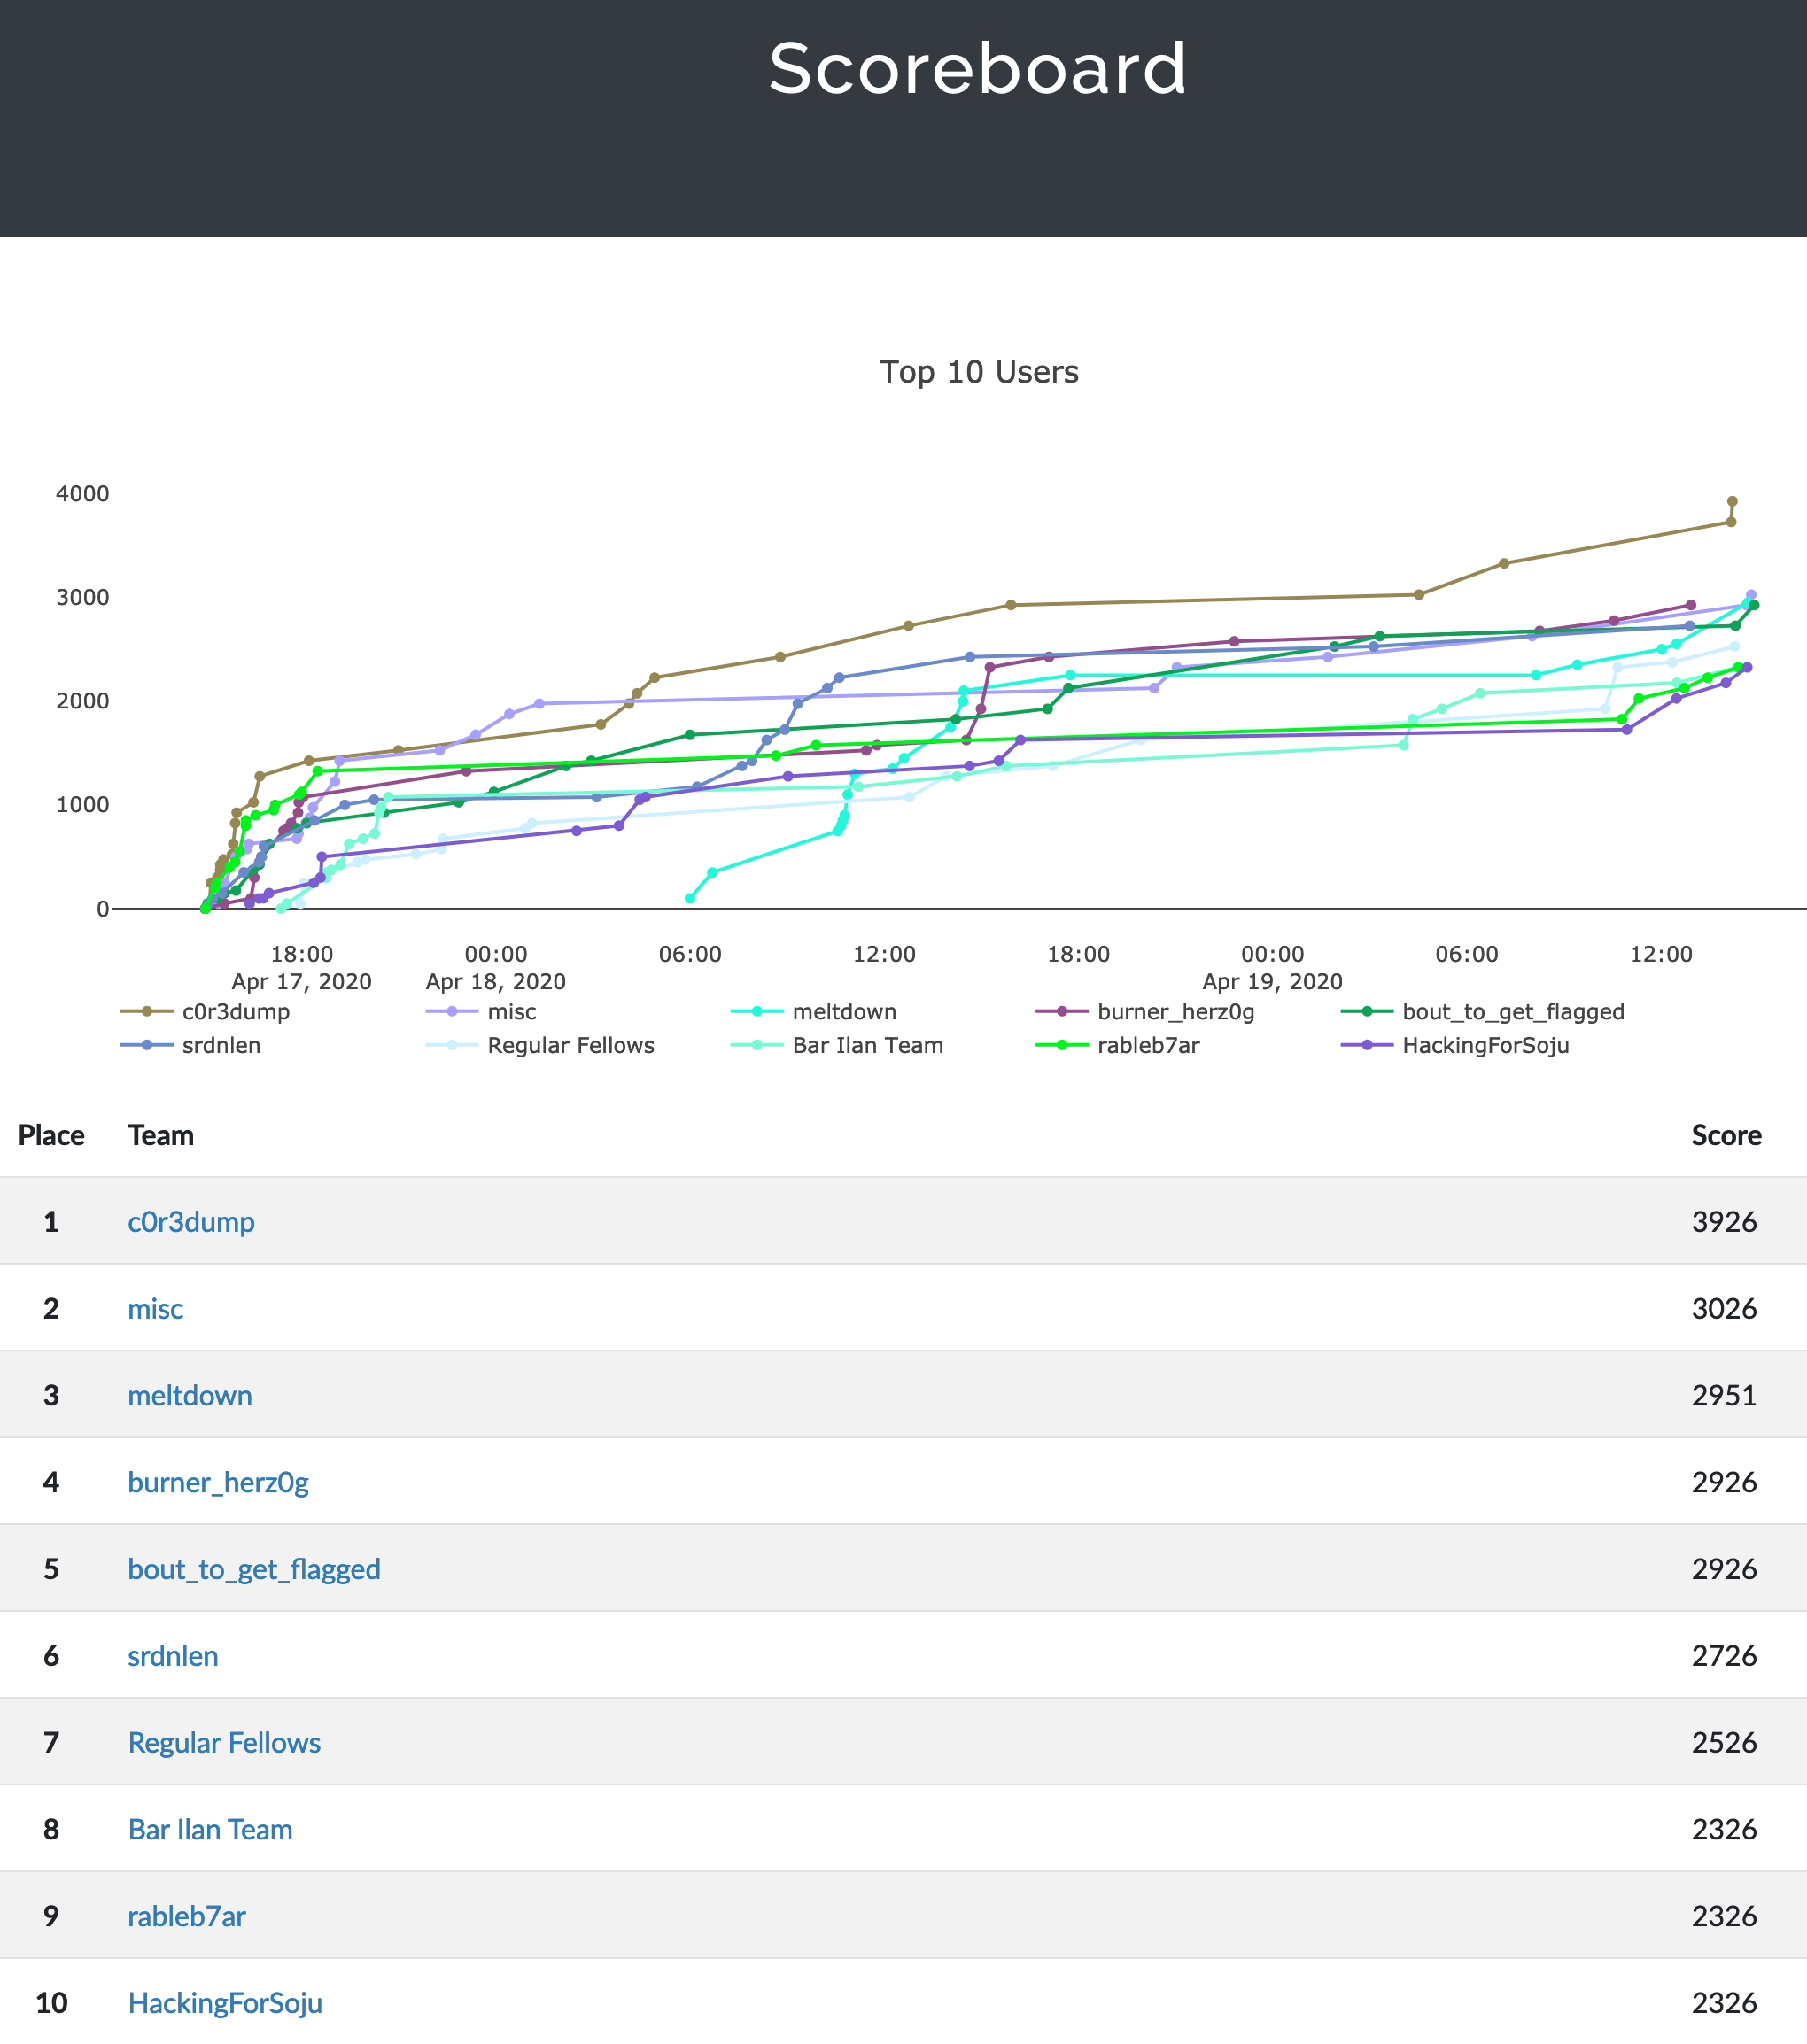 Scoreboard
Top 10 Users
4000
3000
2000
1000
0
18:00 00:00 06:00 12:00 18:00 00:00 06:00 12:00
Apr 17, 2020 Apr 18, 2020 Apr 19, 2020
c0r3dump misc meltdown burner_herz0g bout_to_get_flagged
srdnlen Regular Fellows Bar Ilan Team rableb7ar HackingForSoju
Place Team Score
1 c0r3dump 3926
2 misc 3026
3 meltdown 2951
4 burner_herz0g 2926
5 bout_to_get_flagged 2926
6 srdnlen 2726
7 Regular Fellows 2526
8 Bar Ilan Team 2326
9 rableb7ar 2326
10 HackingForSoju 2326